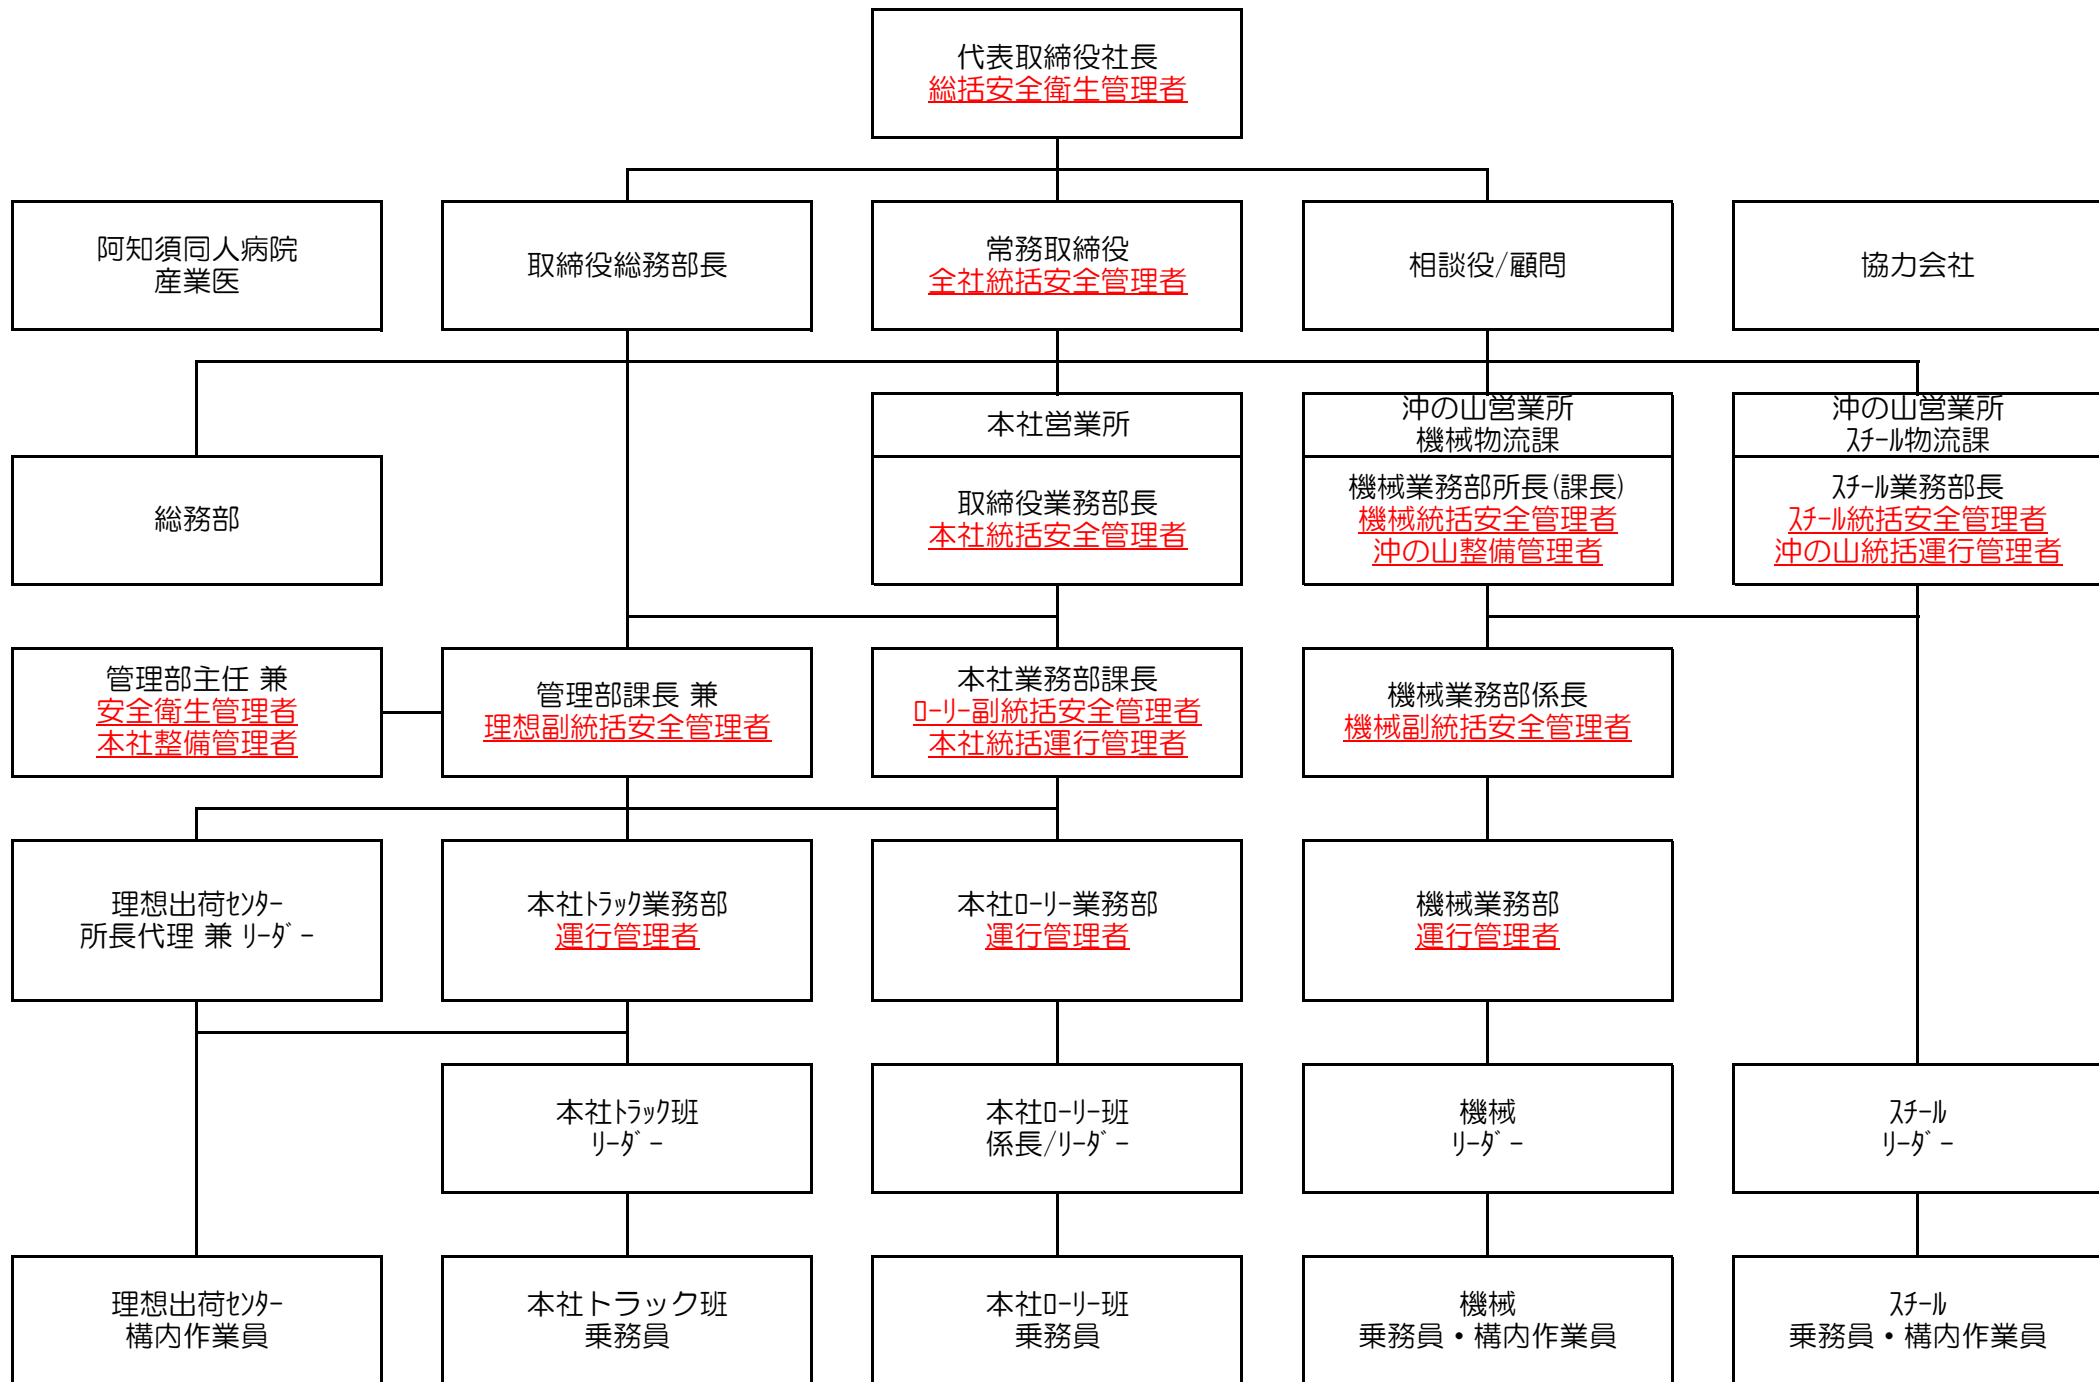 代表取締役社長
総括安全衛生管理者
阿知須同人病院
産業医
取締役総務部長
常務取締役
全社統括安全管理者
相談役/顧問
協力会社
本社営業所
沖の山営業所
機械物流課
沖の山営業所
ｽﾁｰﾙ物流課
総務部
取締役業務部長
本社統括安全管理者
機械業務部所長(課長)
機械統括安全管理者
沖の山整備管理者
ｽﾁｰﾙ業務部長
ｽﾁｰﾙ統括安全管理者
沖の山統括運行管理者
管理部主任 兼
安全衛生管理者
本社整備管理者
管理部課長 兼
理想副統括安全管理者
本社業務部課長
ﾛｰﾘｰ副統括安全管理者
本社統括運行管理者
機械業務部係長
機械副統括安全管理者
理想出荷ｾﾝﾀｰ
所長代理 兼 ﾘｰﾀﾞｰ
本社ﾄﾗｯｸ業務部
運行管理者
本社ﾛｰﾘｰ業務部
運行管理者
機械業務部
運行管理者
本社ﾄﾗｯｸ班
ﾘｰﾀﾞｰ
本社ﾛｰﾘｰ班
係長/ﾘｰﾀﾞｰ
機械
ﾘｰﾀﾞｰ
ｽﾁｰﾙ
ﾘｰﾀﾞｰ
理想出荷ｾﾝﾀｰ
構内作業員
本社トラック班
乗務員
本社ﾛｰﾘｰ班
乗務員
機械
乗務員・構内作業員
ｽﾁｰﾙ
乗務員・構内作業員